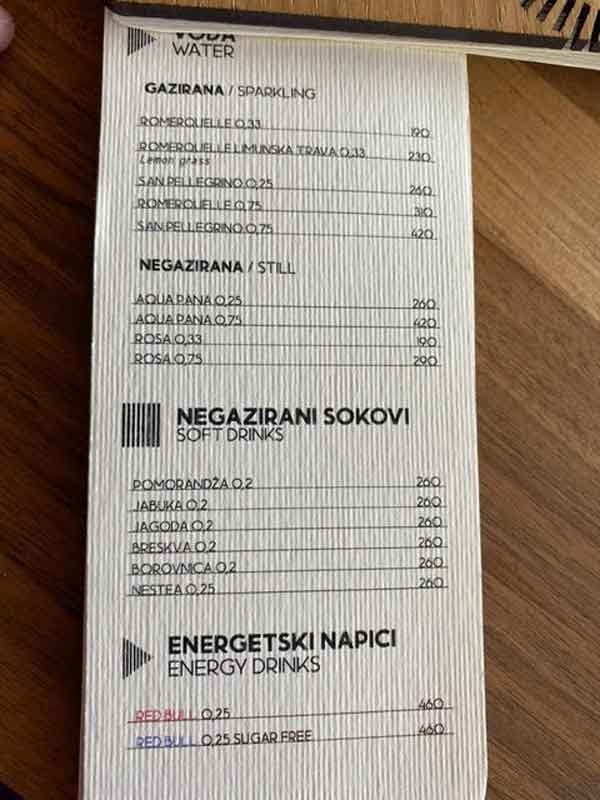 VODA
WATER
GAZIRANA / SPARKLING
ROMERQUELLE 0,33 190
ROMERQUELLE LIMUNSKA TRAVA 0,33 230
Lemon grass
SAN PELLEGRINO 0,25 260
ROMERQUELLE 0,75 310
SAN PELLEGRINO 0,75 420
NEGAZIRANA / STILL
AQUA PANA 0,25 260
AQUA PANA 0,75 420
ROSA 0,33 190
ROSA 0,75 290
NEGAZIRANI SOKOVI
SOFT DRINKS
POMORANDŽA 0,2 260
JABUKA 0,2 260
JAGODA 0,2 260
BRESKVA 0,2 260
BOROVNICA 0,2 260
NESTEA 0,25 260
ENERGETSKI NAPICI
ENERGY DRINKS
RED BULL 0,25 460
RED BULL 0,25 SUGAR FREE 460